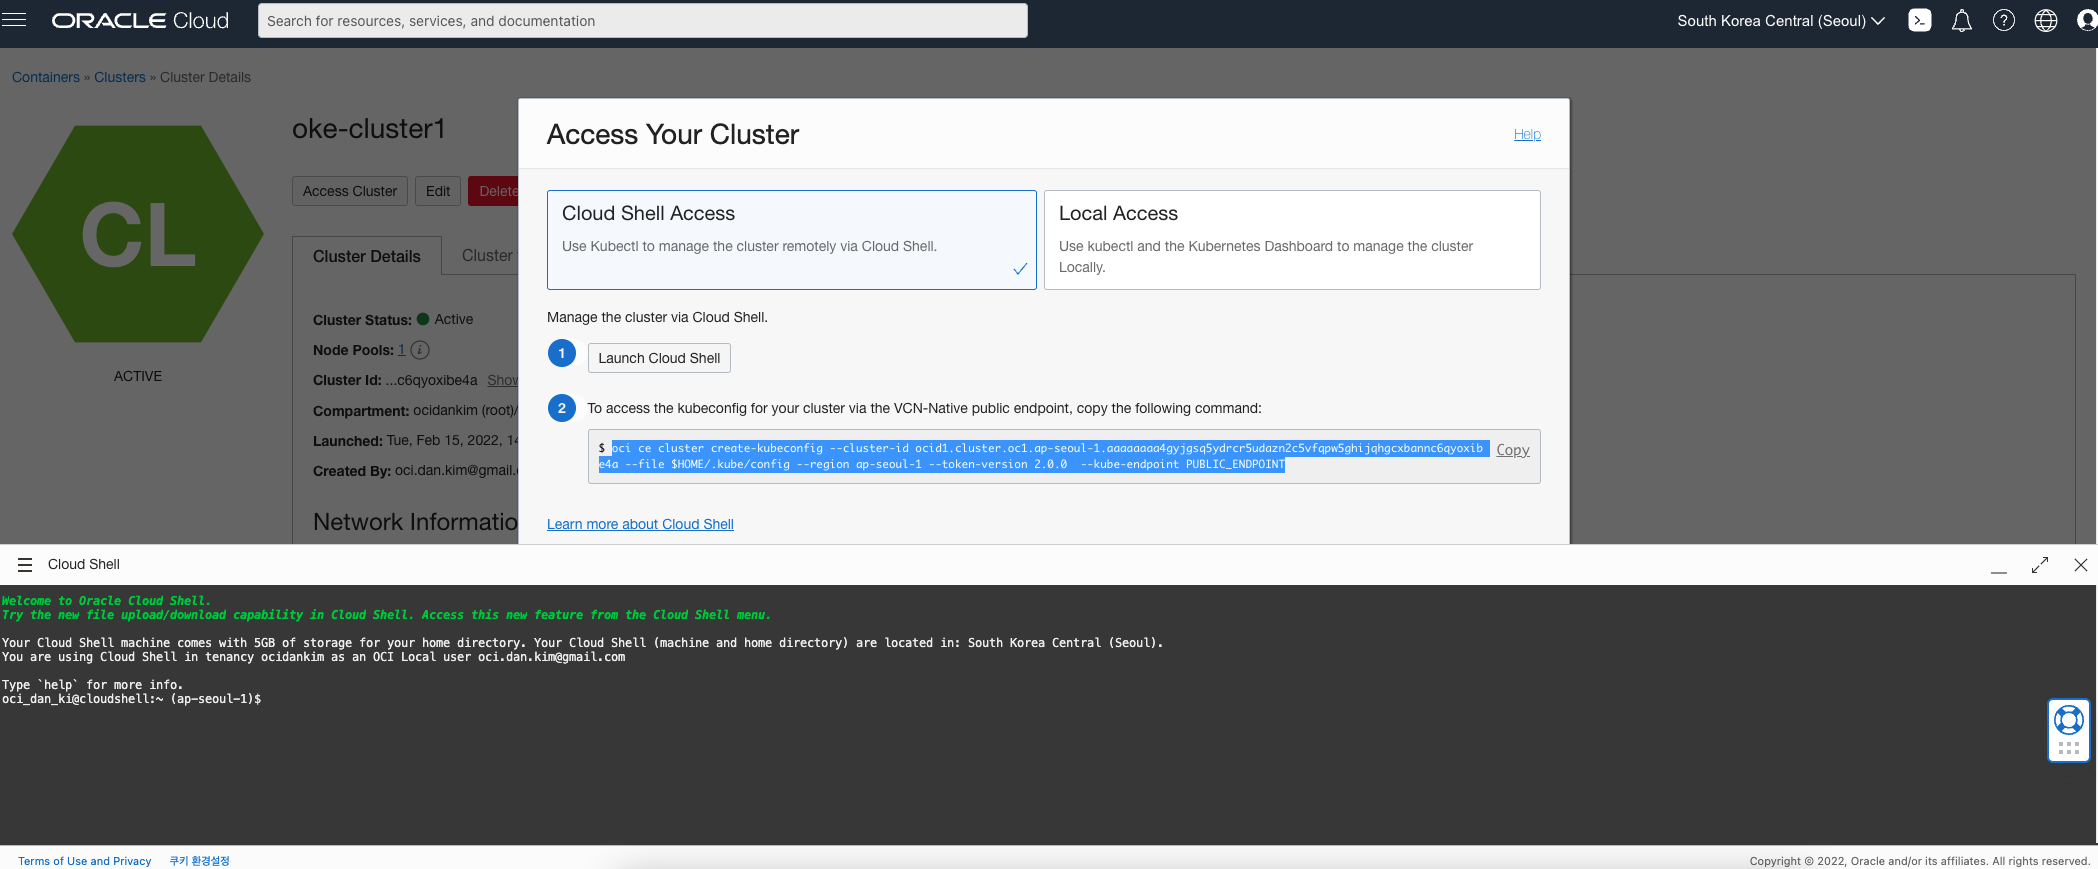 ORACLE Cloud
Search for resources, services, and documentation
South Korea Central (Seoul)
Containers » Clusters » Cluster Details
CL
ACTIVE
oke-cluster1
Access Cluster
Edit
Delete
Cluster Details
Cluster
Cluster Status: Active
Node Pools: 1
Cluster Id: ...c6qyoxibe4a Show
Compartment: ocidankim (root)/
Launched: Tue, Feb 15, 2022, 14
Created By: oci.dan.kim@gmail.
Network Informatio
Access Your Cluster
Help
Cloud Shell Access
Use Kubectl to manage the cluster remotely via Cloud Shell.
Local Access
Use kubectl and the Kubernetes Dashboard to manage the cluster
Locally.
Manage the cluster via Cloud Shell.
1
Launch Cloud Shell
2
To access the kubeconfig for your cluster via the VCN-Native public endpoint, copy the following command:
$ oci ce cluster create-kubeconfig --cluster-id ocid1.cluster.oc1.ap-seoul-1.aaaaaaaa4gyjgsq5ydrcr5udazn2c5vfqpw5ghijqhgcxbannc6qyoxib
e4a --file $HOME/.kube/config --region ap-seoul-1 --token-version 2.0.0  --kube-endpoint PUBLIC_ENDPOINT
Copy
Learn more about Cloud Shell
Cloud Shell
Welcome to Oracle Cloud Shell.
Try the new file upload/download capability in Cloud Shell. Access this new feature from the Cloud Shell menu.
Your Cloud Shell machine comes with 5GB of storage for your home directory. Your Cloud Shell (machine and home directory) are located in: South Korea Central (Seoul).
You are using Cloud Shell in tenancy ocidankim as an OCI Local user oci.dan.kim@gmail.com
Type `help` for more info.
oci_dan_ki@cloudshell:~ (ap-seoul-1)$
Terms of Use and Privacy
쿠키 환경설정
Copyright © 2022, Oracle and/or its affiliates. All rights reserved.